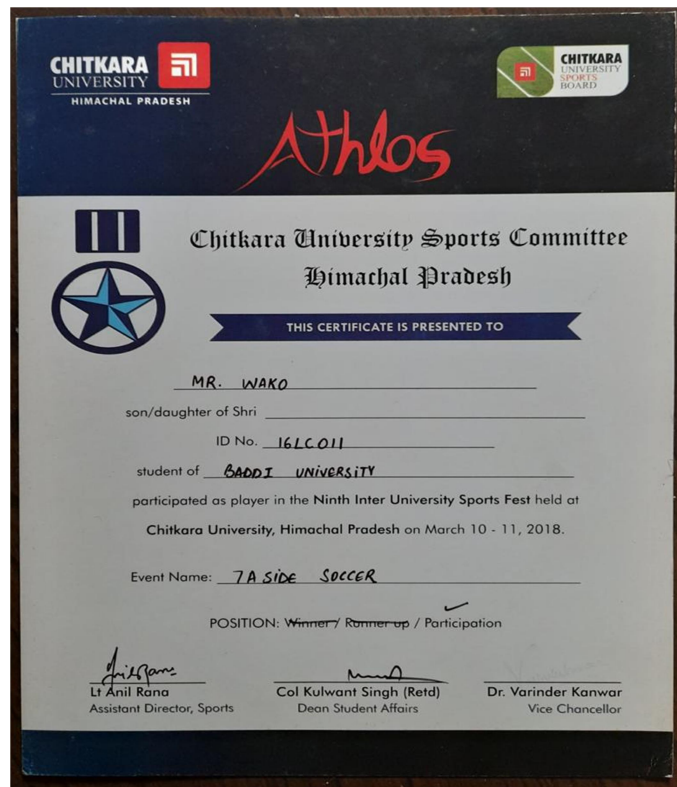 CHITKARA
UNIVERSITY
HIMACHAL PRADESH
CHITKARA
UNIVERSITY
SPORTS
BOARD
Athlos
Chitkara University Sports Committee
Himachal Pradesh
THIS CERTIFICATE IS PRESENTED TO
MR. WAKO
son/daughter of Shri
ID No. 16LC011
student of BADDI UNIVERSITY
participated as player in the Ninth Inter University Sports Fest held at
Chitkara University, Himachal Pradesh on March 10 - 11, 2018.
Event Name: 7 A SIDE SOCCER
POSITION: Winner / Runner up / Participation
Lt Anil Rana
Assistant Director, Sports
Col Kulwant Singh (Retd)
Dean Student Affairs
Dr. Varinder Kanwar
Vice Chancellor